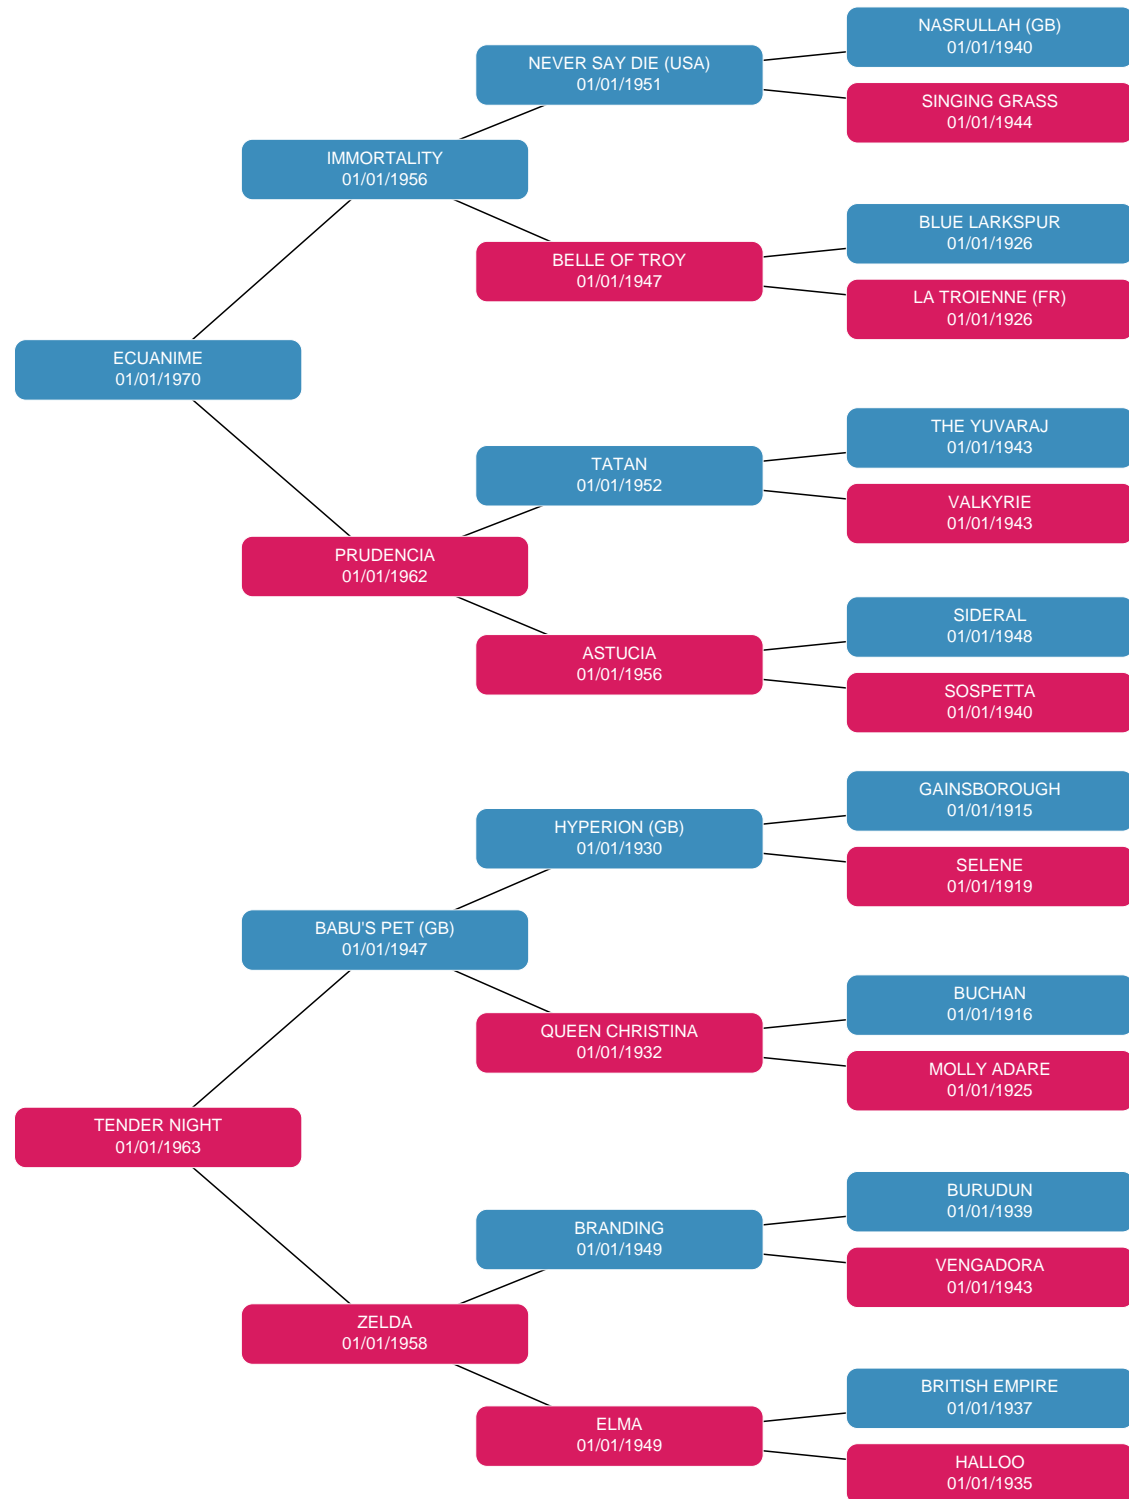 NASRULLAH (GB)
01/01/1940
NEVER SAY DIE (USA)
01/01/1951
SINGING GRASS
01/01/1944
IMMORTALITY
01/01/1956
BLUE LARKSPUR
01/01/1926
BELLE OF TROY
01/01/1947
LA TROIENNE (FR)
01/01/1926
ECUANIME
01/01/1970
THE YUVARAJ
01/01/1943
TATAN
01/01/1952
VALKYRIE
01/01/1943
PRUDENCIA
01/01/1962
SIDERAL
01/01/1948
ASTUCIA
01/01/1956
SOSPETTA
01/01/1940
GAINSBOROUGH
01/01/1915
HYPERION (GB)
01/01/1930
SELENE
01/01/1919
BABU'S PET (GB)
01/01/1947
BUCHAN
01/01/1916
QUEEN CHRISTINA
01/01/1932
MOLLY ADARE
01/01/1925
TENDER NIGHT
01/01/1963
BURUDUN
01/01/1939
BRANDING
01/01/1949
VENGADORA
01/01/1943
ZELDA
01/01/1958
BRITISH EMPIRE
01/01/1937
ELMA
01/01/1949
HALLOO
01/01/1935